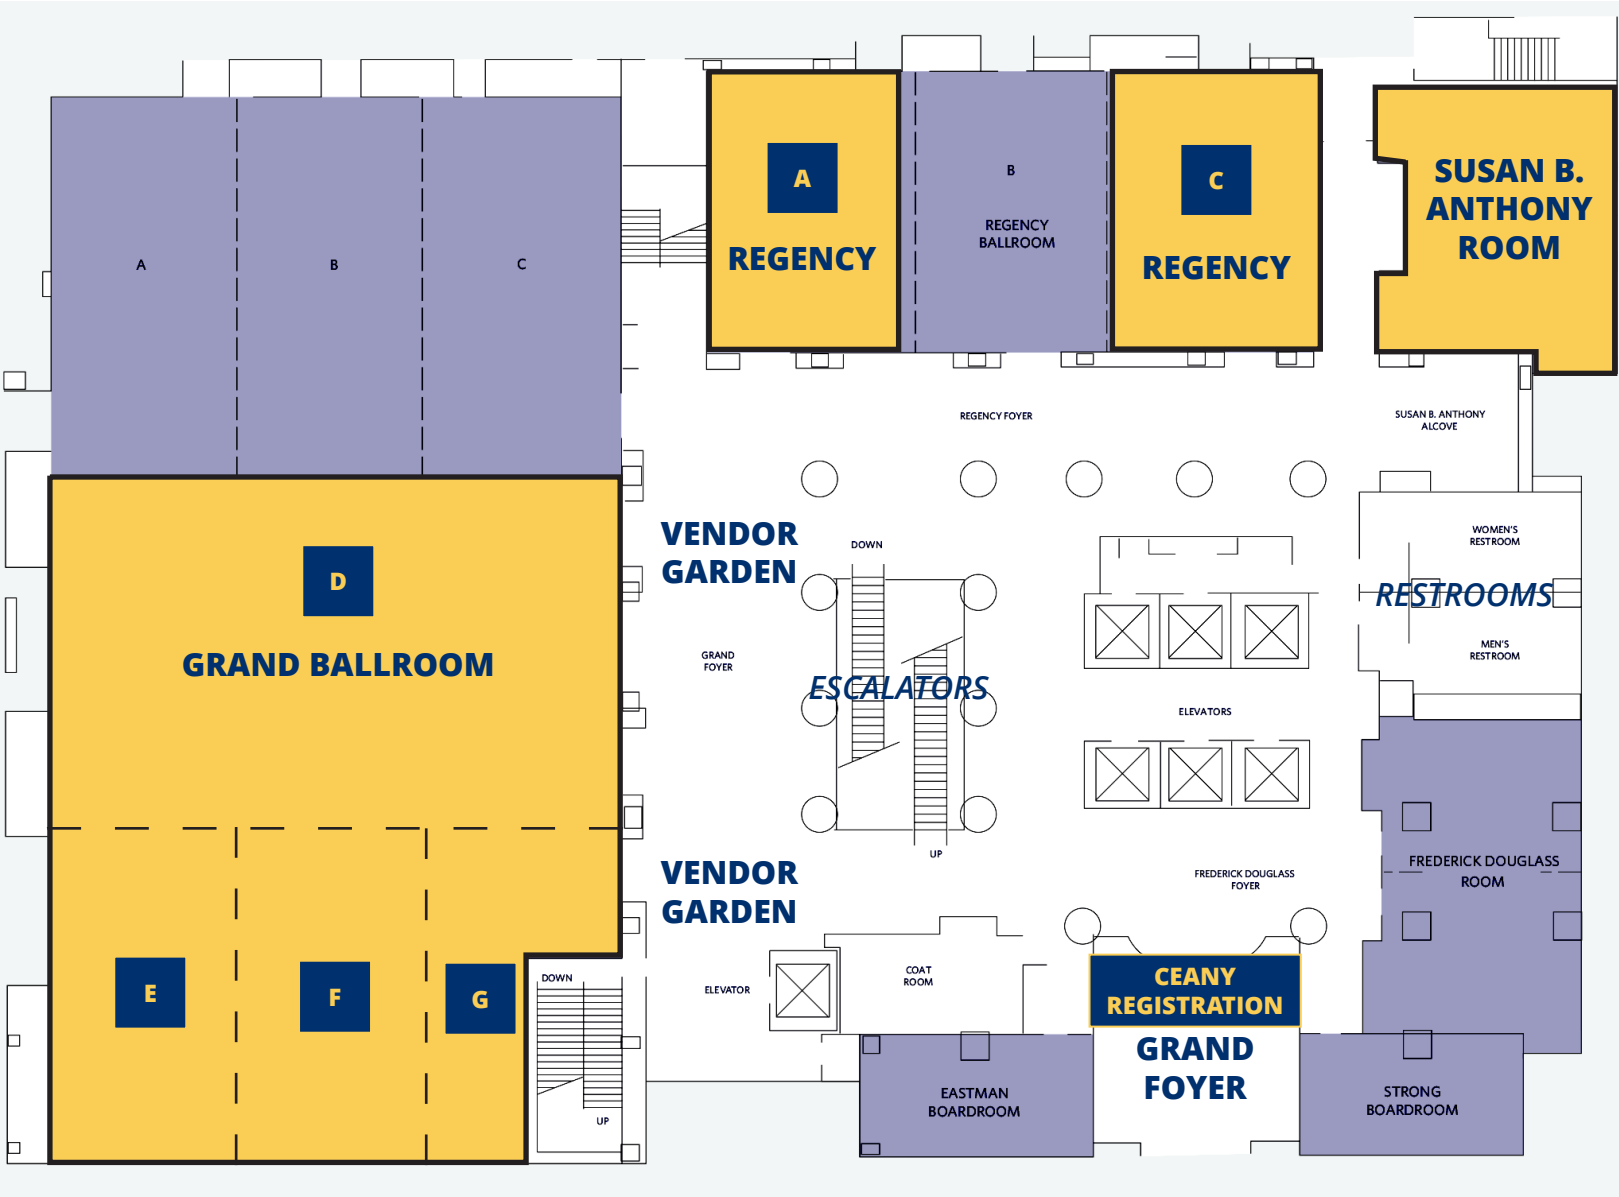 A
B
C
A
REGENCY
B
REGENCY
BALLROOM
C
REGENCY
SUSAN B.
ANTHONY
ROOM
REGENCY FOYER
SUSAN B. ANTHONY
ALCOVE
VENDOR
GARDEN
DOWN
WOMEN'S
RESTROOM
RESTROOMS
MEN'S
RESTROOM
D
GRAND BALLROOM
GRAND
FOYER
ESCALATORS
ELEVATORS
UP
VENDOR
GARDEN
FREDERICK DOUGLASS
FOYER
FREDERICK DOUGLASS
ROOM
E
F
G
DOWN
UP
ELEVATOR
COAT
ROOM
CEANY
REGISTRATION
GRAND
FOYER
EASTMAN
BOARDROOM
STRONG
BOARDROOM